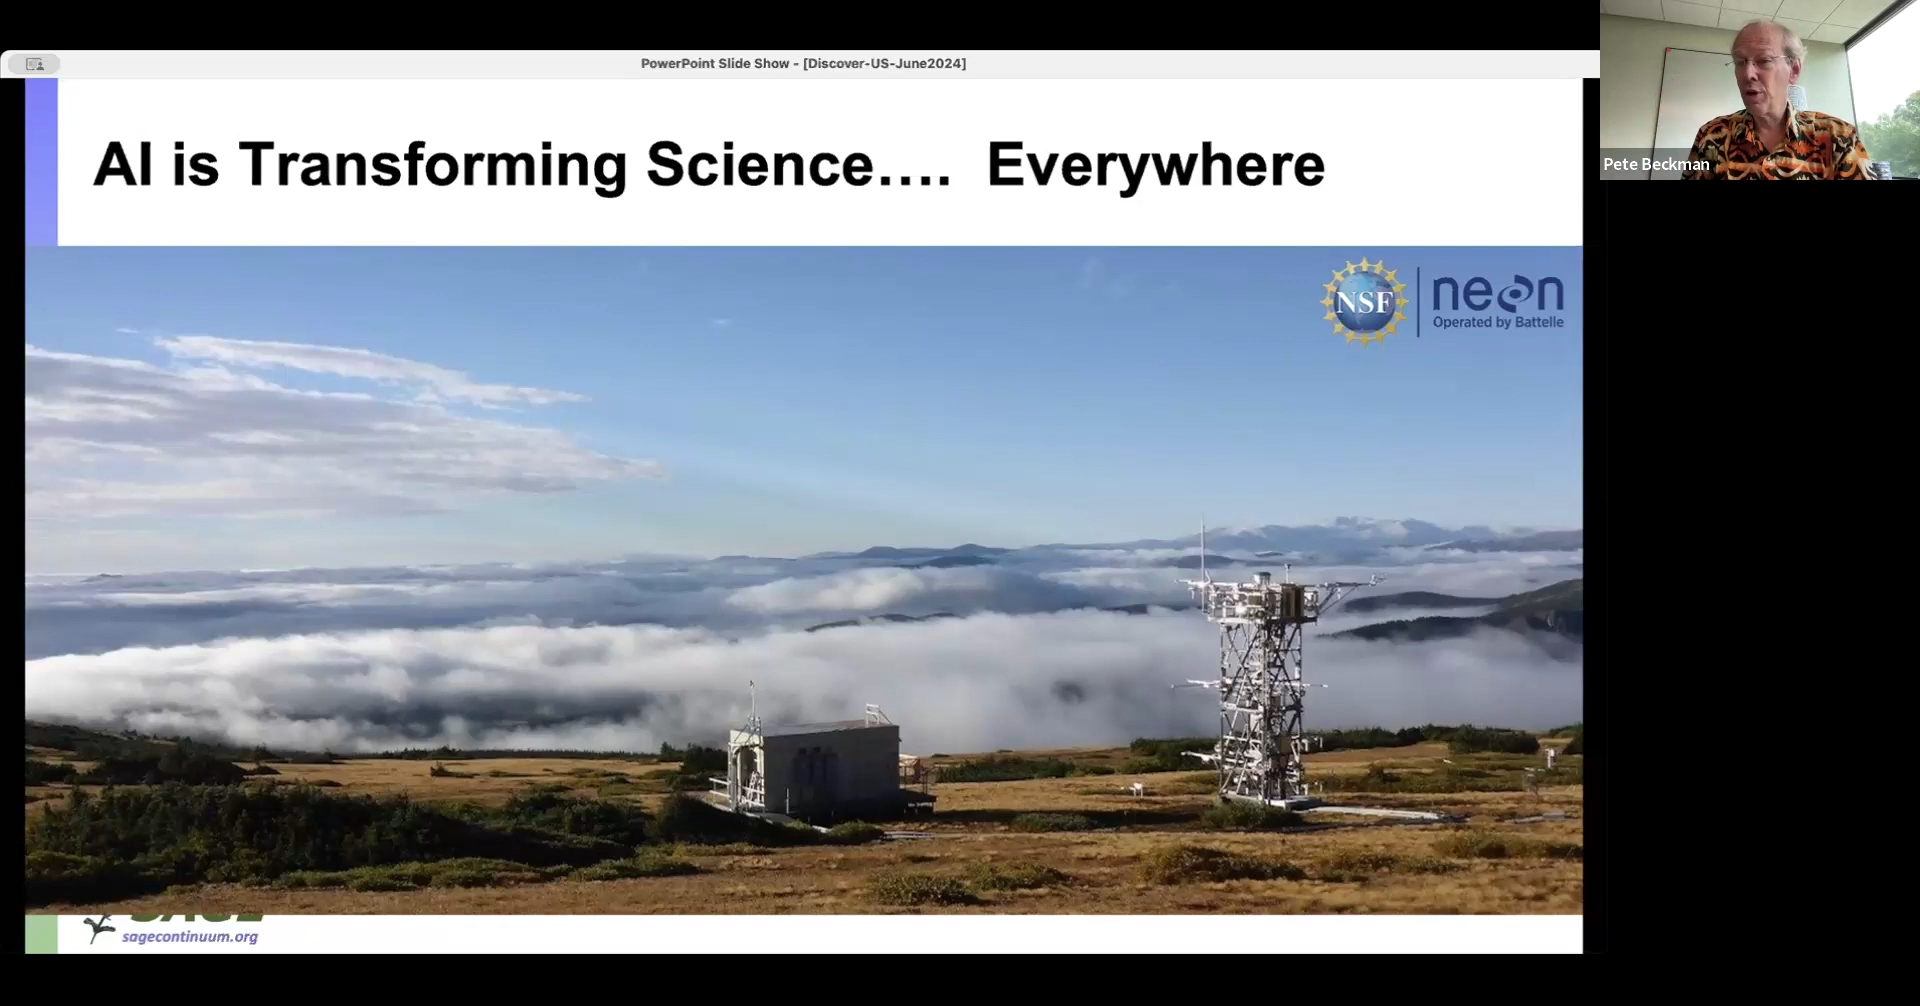 PowerPoint Slide Show - [Discover-US-June2024]
AI is Transforming Science…. Everywhere
Pete Beckman
NSF
neon
Operated by Battelle
SAGE
sagecontinuum.org